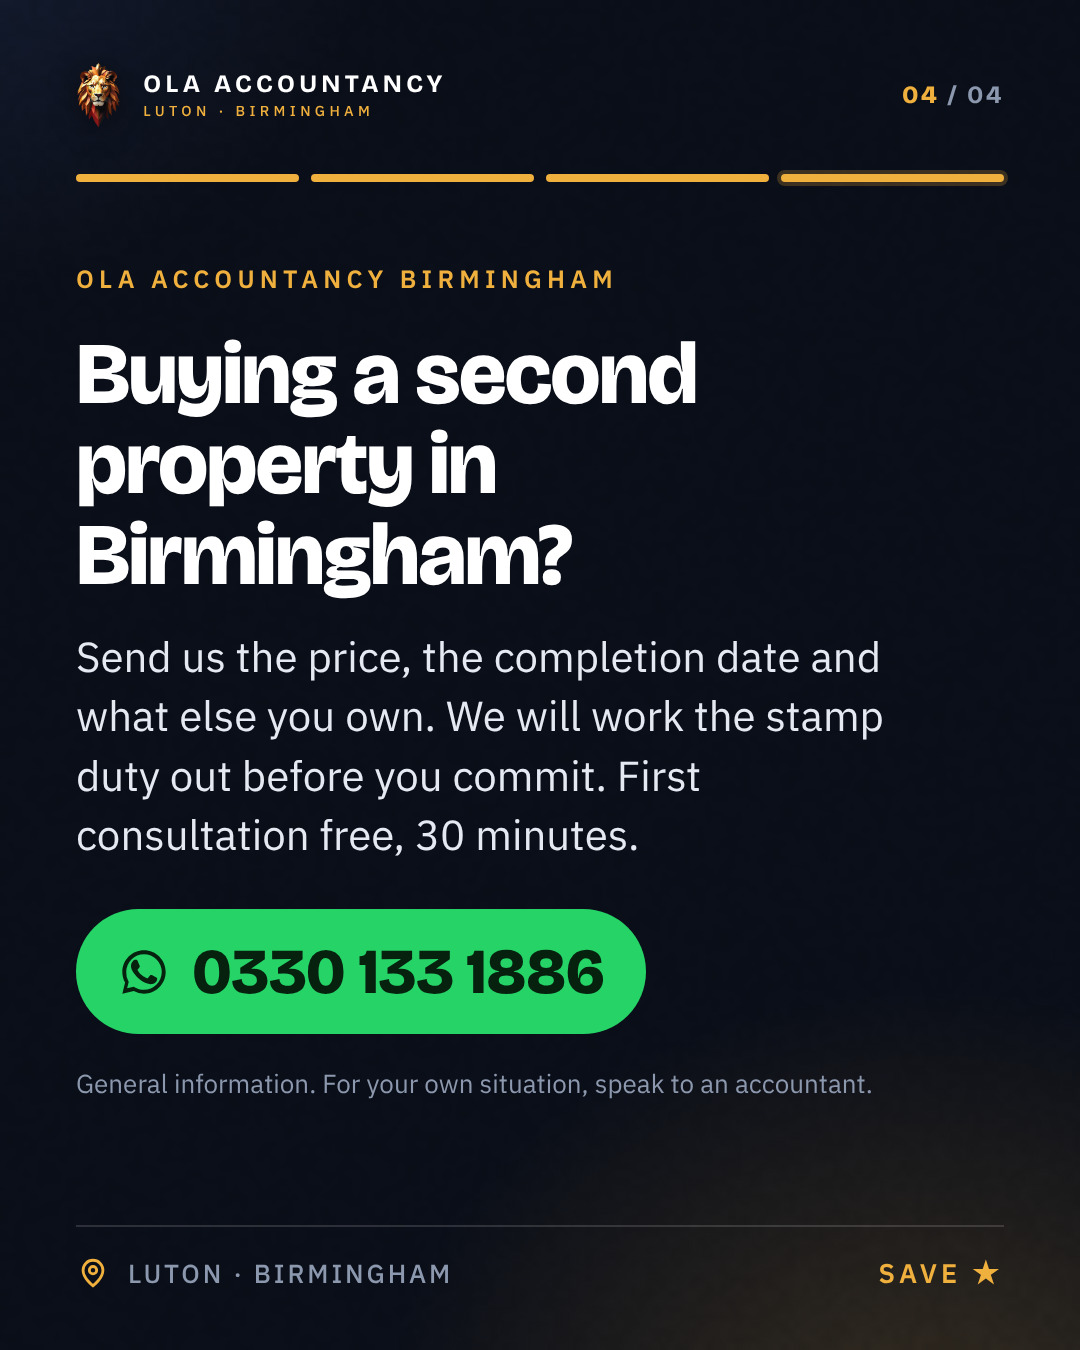 OLA ACCOUNTANCY
LUTON · BIRMINGHAM
04 / 04
OLA ACCOUNTANCY BIRMINGHAM
Buying a second
property in
Birmingham?
Send us the price, the completion date and
what else you own. We will work the stamp
duty out before you commit. First
consultation free, 30 minutes.
0330 133 1886
General information. For your own situation, speak to an accountant.
LUTON · BIRMINGHAM
SAVE ★